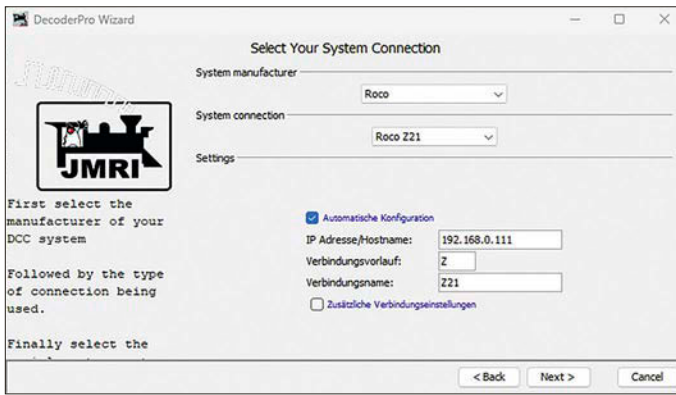 DecoderPro Wizard
Select Your System Connection
System manufacturer
Roco
System connection
Roco Z21
Settings
JMRI
First select the
manufacturer of your
DCC system
Followed by the type
of connection being
used.
Finally select the
Automatische Konfiguration
IP Adresse/Hostname: 192.168.0.111
Verbindungsvorlauf: Z
Verbindungsname: Z21
Zusätzliche Verbindungseinstellungen
< Back Next > Cancel